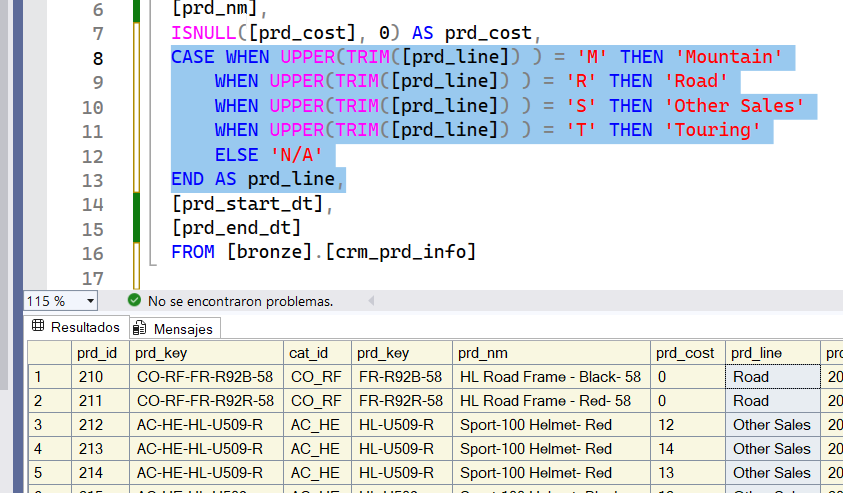 6 [prd_nm],
7 ISNULL([prd_cost], 0) AS prd_cost,
8 CASE WHEN UPPER(TRIM([prd_line]) ) = 'M' THEN 'Mountain'
9 WHEN UPPER(TRIM([prd_line]) ) = 'R' THEN 'Road'
10 WHEN UPPER(TRIM([prd_line]) ) = 'S' THEN 'Other Sales'
11 WHEN UPPER(TRIM([prd_line]) ) = 'T' THEN 'Touring'
12 ELSE 'N/A'
13 END AS prd_line,
14 [prd_start_dt],
15 [prd_end_dt]
16 FROM [bronze].[crm_prd_info]
17
115 % No se encontraron problemas.
Resultados Mensajes
prd_id prd_key cat_id prd_key prd_nm prd_cost prd_line
1 210 CO-RF-FR-R92B-58 CO_RF FR-R92B-58 HL Road Frame - Black- 58 0 Road 20
2 211 CO-RF-FR-R92R-58 CO_RF FR-R92R-58 HL Road Frame - Red- 58 0 Road 20
3 212 AC-HE-HL-U509-R AC_HE HL-U509-R Sport-100 Helmet- Red 12 Other Sales 20
4 213 AC-HE-HL-U509-R AC_HE HL-U509-R Sport-100 Helmet- Red 14 Other Sales 20
5 214 AC-HE-HL-U509-R AC_HE HL-U509-R Sport-100 Helmet- Red 13 Other Sales 20